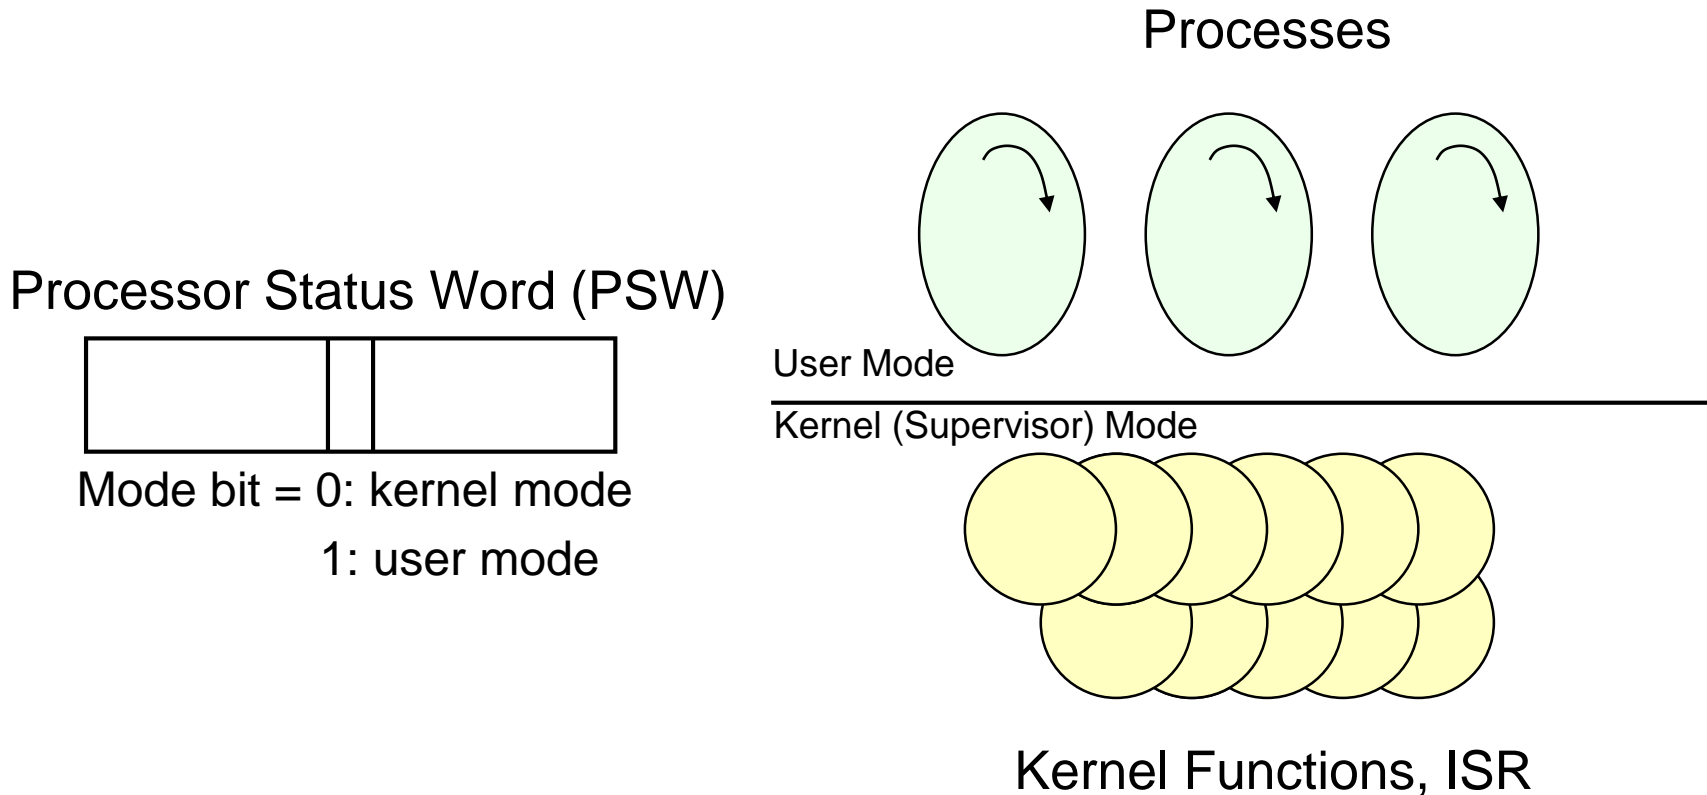 Processes
Processor Status Word (PSW)
Mode bit = 0: kernel mode
1: user mode
User Mode
Kernel (Supervisor) Mode
Kernel Functions, ISR